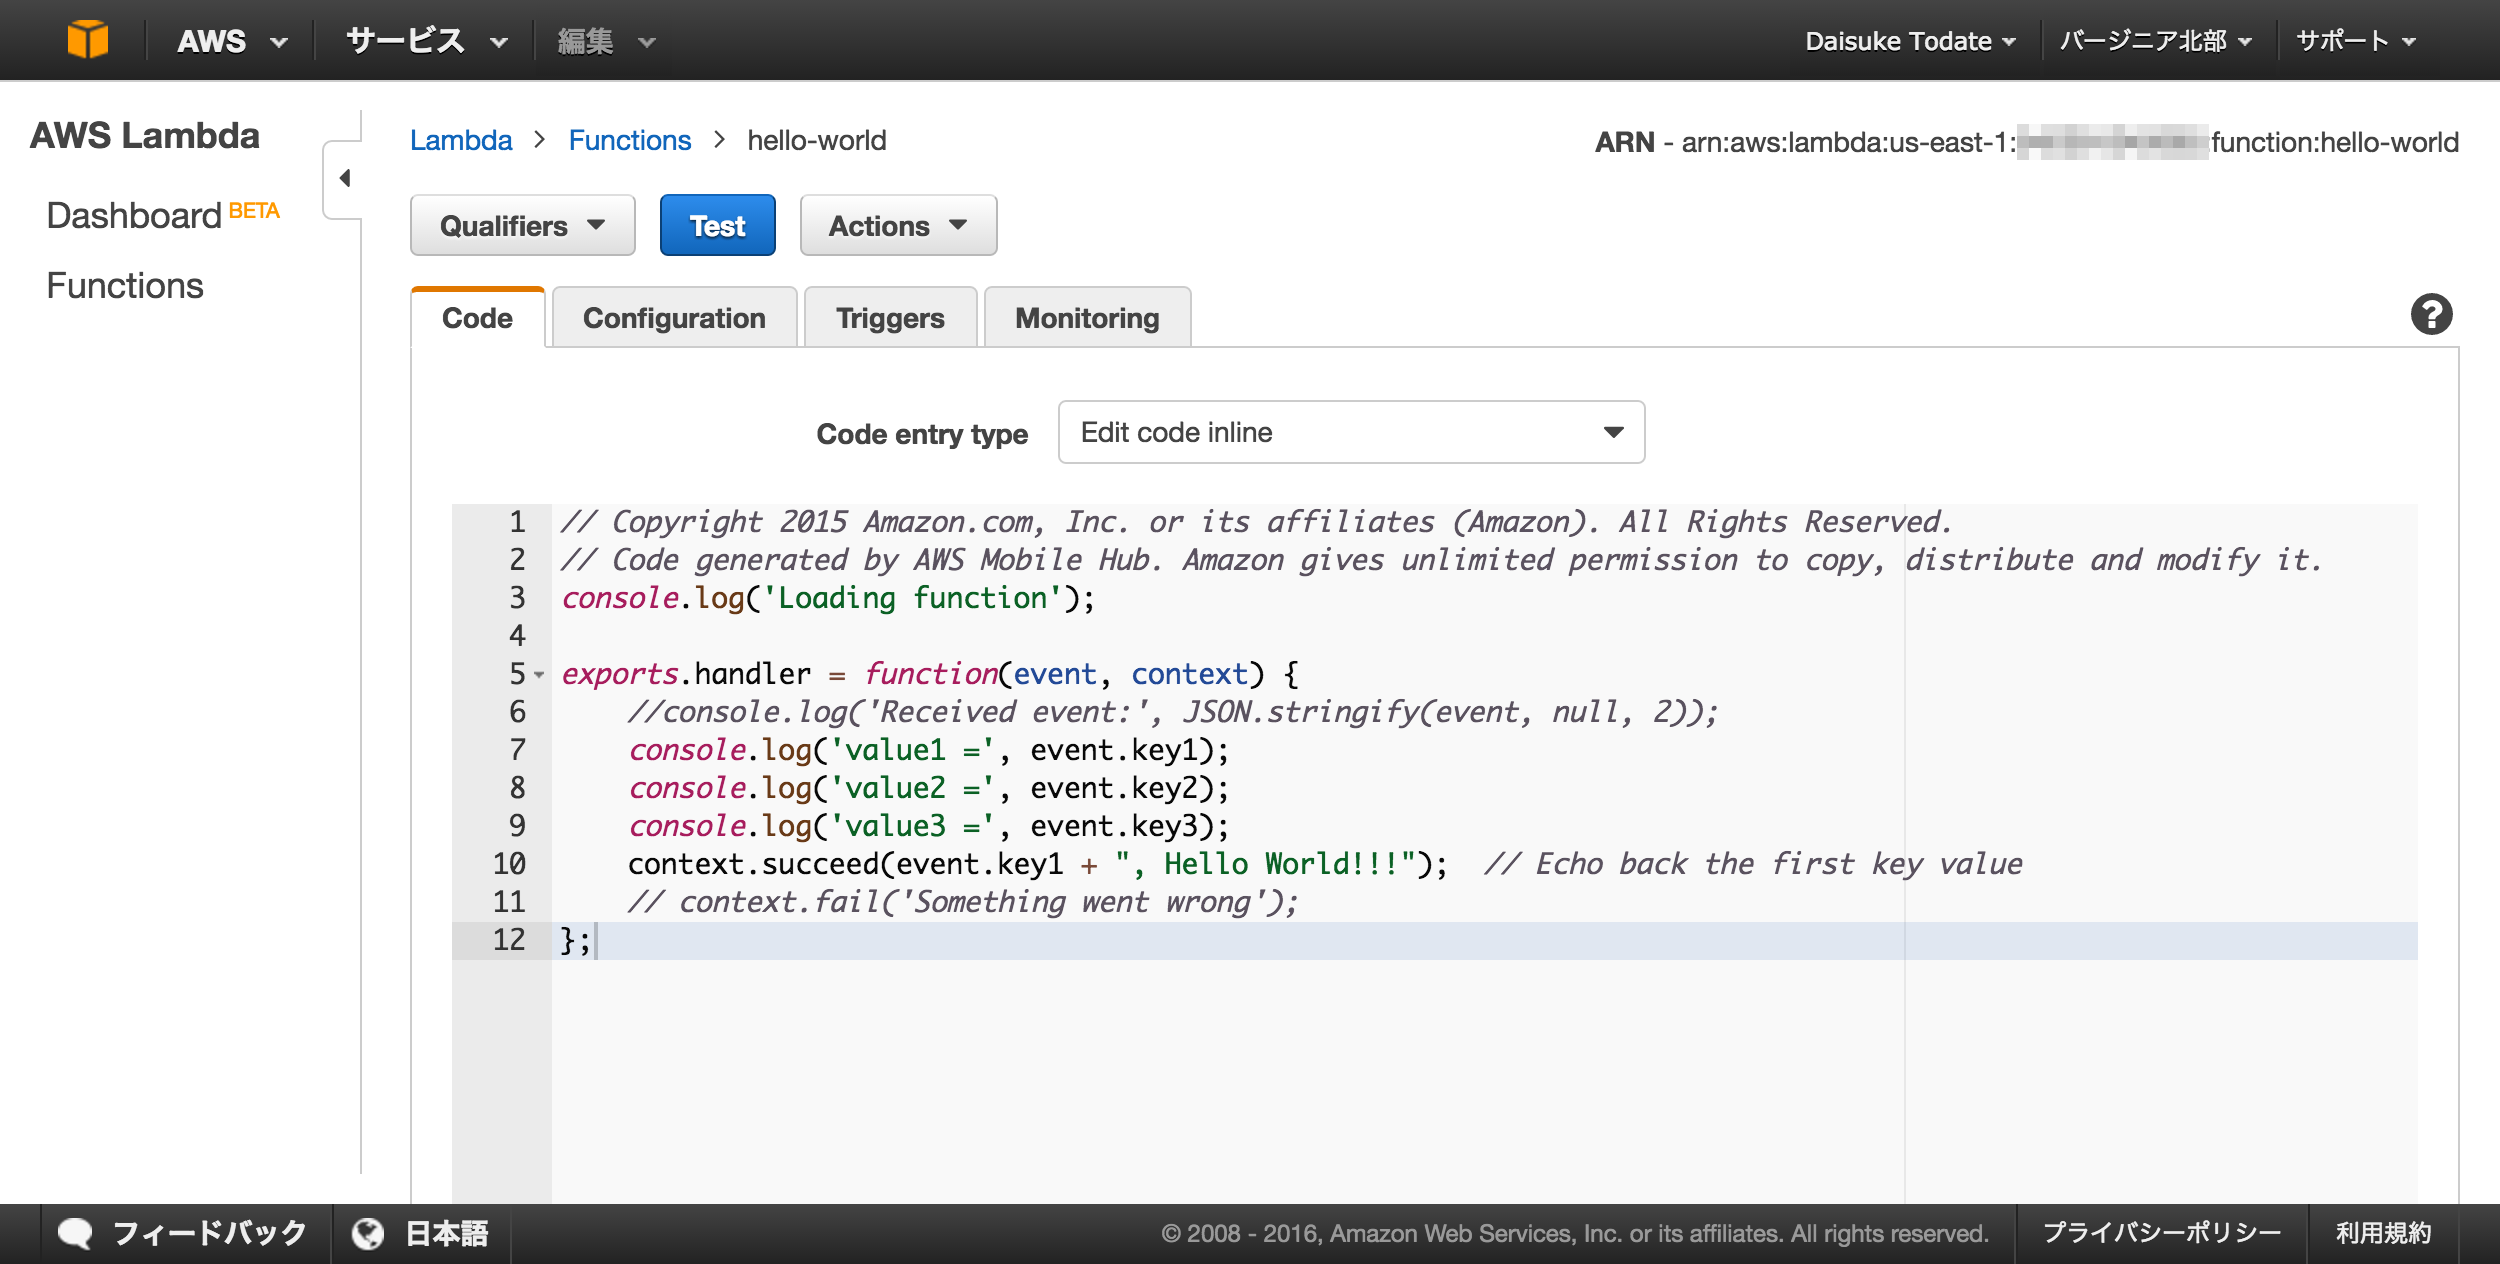 AWS サービス 編集 Daisuke Todate バージニア北部 サポート
AWS Lambda
Dashboard BETA
Functions
Lambda > Functions > hello-world
ARN - arn:aws:lambda:us-east-1: function:hello-world
Qualifiers Test Actions
Code Configuration Triggers Monitoring
?
Code entry type Edit code inline
1 // Copyright 2015 Amazon.com, Inc. or its affiliates (Amazon). All Rights Reserved.
2 // Code generated by AWS Mobile Hub. Amazon gives unlimited permission to copy, distribute and modify it.
3 console.log('Loading function');
4
5 exports.handler = function(event, context) {
6 //console.log('Received event:', JSON.stringify(event, null, 2));
7 console.log('value1 =', event.key1);
8 console.log('value2 =', event.key2);
9 console.log('value3 =', event.key3);
10 context.succeed(event.key1 + ", Hello World!!!"); // Echo back the first key value
11 // context.fail('Something went wrong');
12 };
フィードバック 日本語 © 2008 - 2016, Amazon Web Services, Inc. or its affiliates. All rights reserved. プライバシーポリシー 利用規約